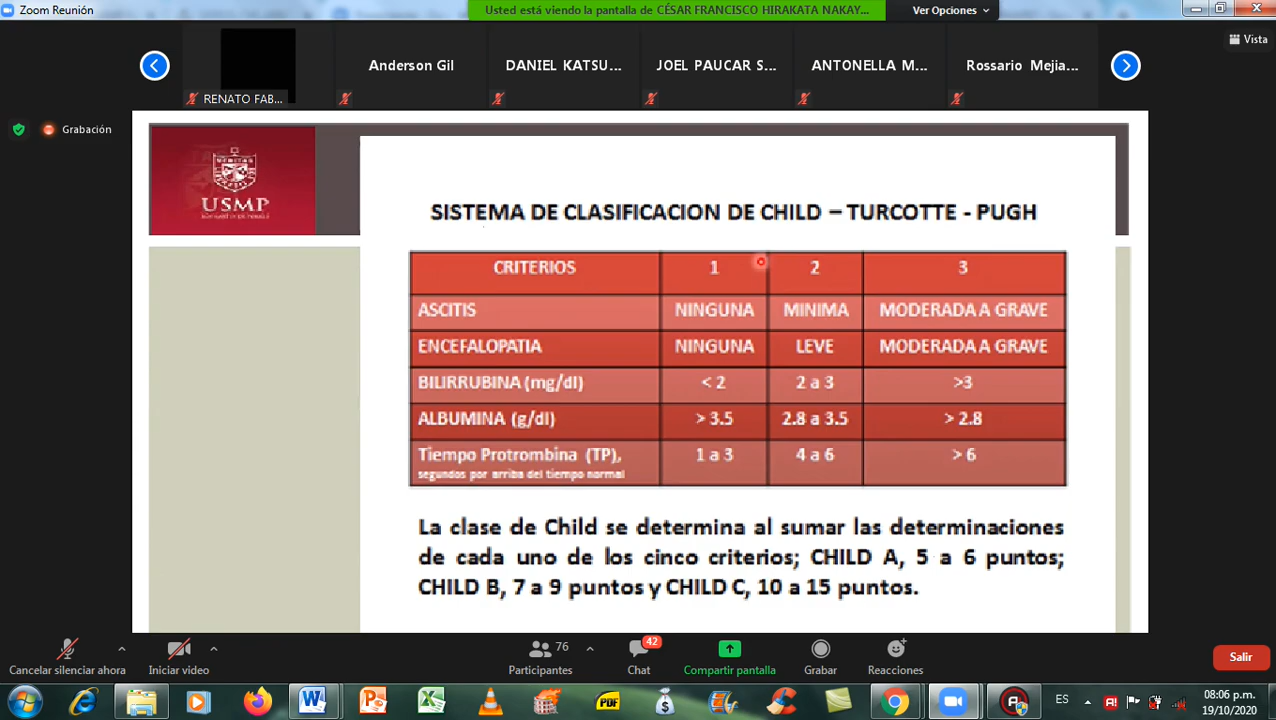 Zoom Reunión
Usted está viendo la pantalla de CÉSAR FRANCISCO HIRAKATA NAKAY...
Ver Opciones
Vista
RENATO FAB...
Anderson Gil
DANIEL KATSU...
JOEL PAUCAR S...
ANTONELLA M...
Rossario Mejia...
Grabación
USMP
SISTEMA DE CLASIFICACION DE CHILD – TURCOTTE - PUGH
CRITERIOS 1 2 3
ASCITIS NINGUNA MINIMA MODERADA A GRAVE
ENCEFALOPATIA NINGUNA LEVE MODERADA A GRAVE
BILIRRUBINA (mg/dl) < 2 2 a 3 >3
ALBUMINA (g/dl) > 3.5 2.8 a 3.5 > 2.8
Tiempo Protrombina (TP), 1 a 3 4 a 6 > 6
segundos por arriba del tiempo normal
La clase de Child se determina al sumar las determinaciones
de cada uno de los cinco criterios; CHILD A, 5 a 6 puntos;
CHILD B, 7 a 9 puntos y CHILD C, 10 a 15 puntos.
Cancelar silenciar ahora
Iniciar video
76
Participantes
42
Chat
Compartir pantalla
Grabar
Reacciones
Salir
PDF
ES
08:06 p.m.
19/10/2020